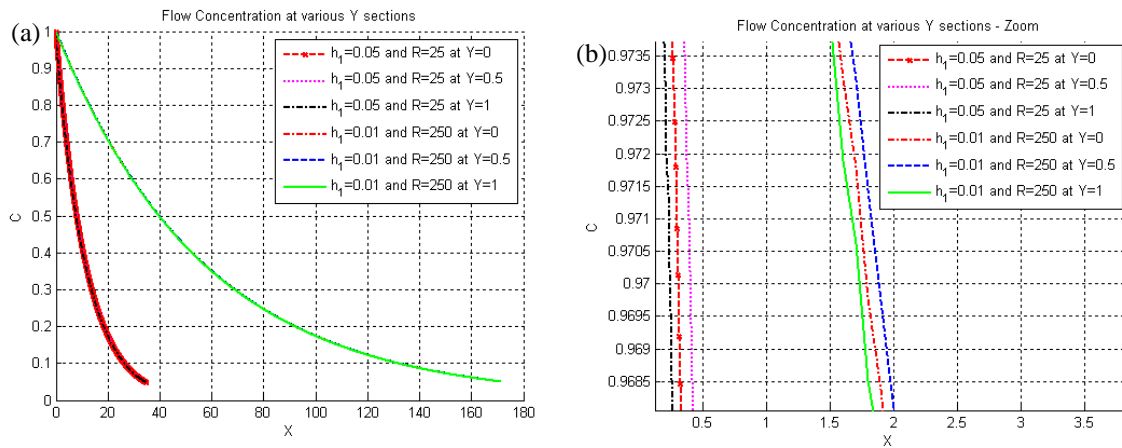 (a)
Flow Concentration at various Y sections
1
0.9
0.8
0.7
0.6
0.5
0.4
0.3
0.2
0.1
0
C
0 20 40 60 80 100 120 140 160 180
X
h1=0.05 and R=25 at Y=0
h1=0.05 and R=25 at Y=0.5
h1=0.05 and R=25 at Y=1
h1=0.01 and R=250 at Y=0
h1=0.01 and R=250 at Y=0.5
h1=0.01 and R=250 at Y=1
(b)
Flow Concentration at various Y sections - Zoom
0.9735
0.973
0.9725
0.972
0.9715
0.971
0.9705
0.97
0.9695
0.969
0.9685
C
0.5 1 1.5 2 2.5 3 3.5
X
h1=0.05 and R=25 at Y=0
h1=0.05 and R=25 at Y=0.5
h1=0.05 and R=25 at Y=1
h1=0.01 and R=250 at Y=0
h1=0.01 and R=250 at Y=0.5
h1=0.01 and R=250 at Y=1